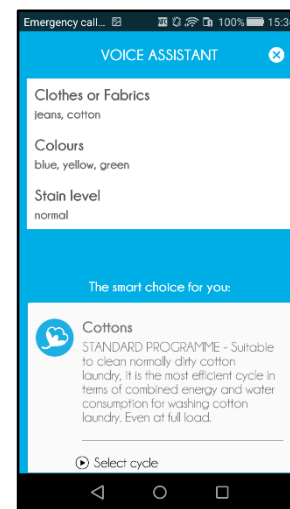 Emergency call... 100% 15:3
VOICE ASSISTANT
Clothes or Fabrics
jeans, cotton
Colours
blue, yellow, green
Stain level
normal
The smart choice for you:
Cottons
STANDARD PROGRAMME - Suitable
to clean normally dirty cotton
laundry, it is the most efficient cycle in
terms of combined energy and water
consumption for washing cotton
laundry. Even at full load.
Select cycle